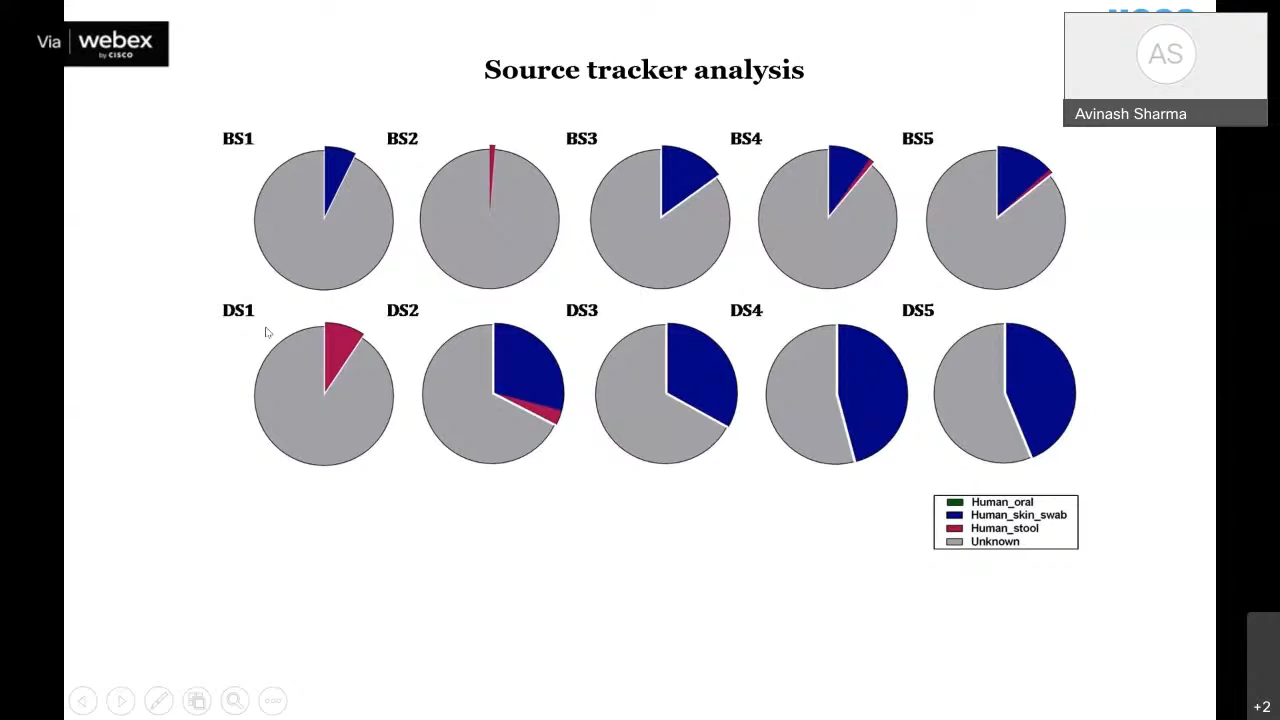 Via webex
by CISCO
Source tracker analysis
AS
Avinash Sharma
BS1 BS2 BS3 BS4 BS5
DS1 DS2 DS3 DS4 DS5
Human_oral
Human_skin_swab
Human_stool
Unknown
+2